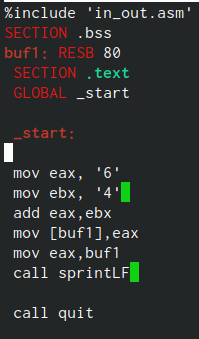 %include 'in_out.asm'
SECTION .bss
buf1: RESB 80
SECTION .text
GLOBAL _start
_start:
mov eax, '6'
mov ebx, '4'
add eax,ebx
mov [buf1],eax
mov eax,buf1
call sprintLF
call quit